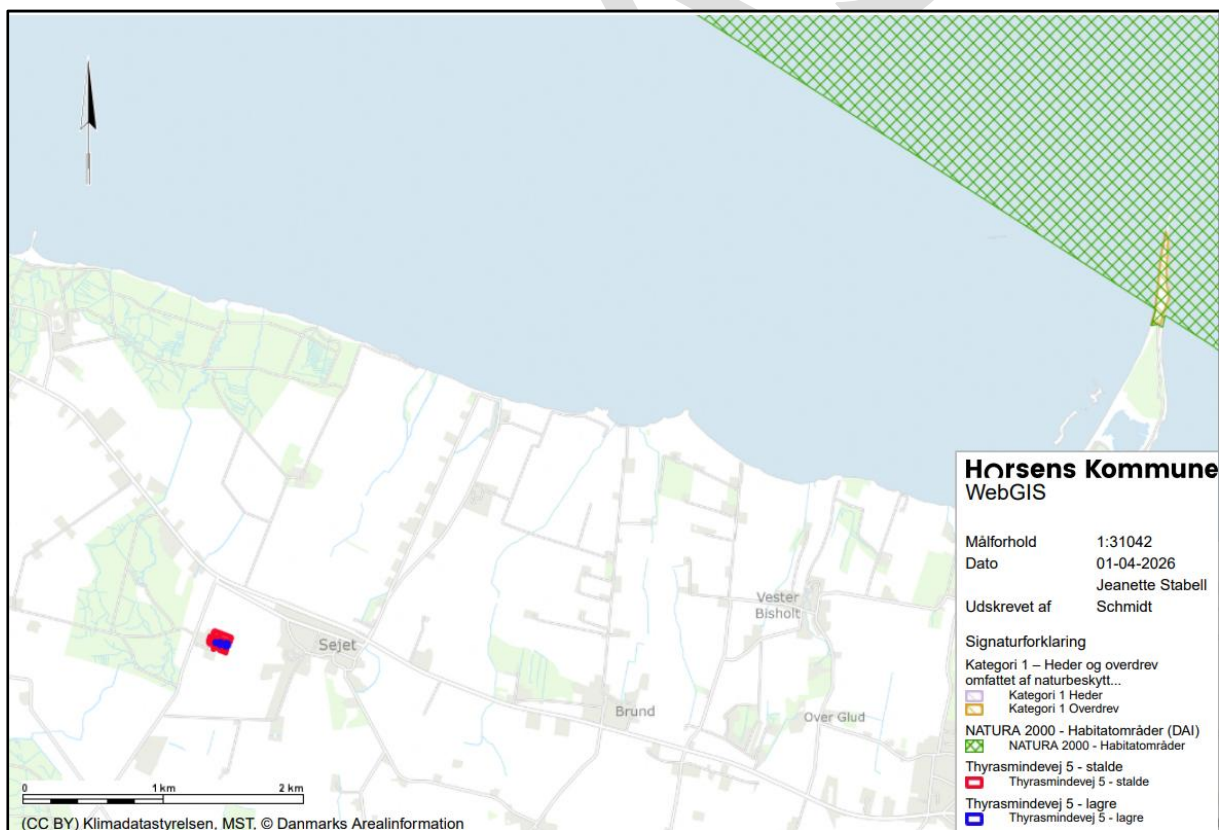 Sejet
Vester
Bisholt
Brund
Over Glud
Horsens Kommune
WebGIS
Målforhold 1:31042
Dato 01-04-2026
Jeanette Stabell
Udskrevet af Schmidt
Signaturforklaring
Kategori 1 – Heder og overdrev
omfattet af naturbeskytt...
Kategori 1 Heder
Kategori 1 Overdrev
NATURA 2000 - Habitatområder (DAI)
NATURA 2000 - Habitatområder
Thyrasmindevej 5 - stalde
Thyrasmindevej 5 - stalde
Thyrasmindevej 5 - lagre
Thyrasmindevej 5 - lagre
0 1 km 2 km
(CC BY) Klimadatastyrelsen, MST, © Danmarks Arealinformation